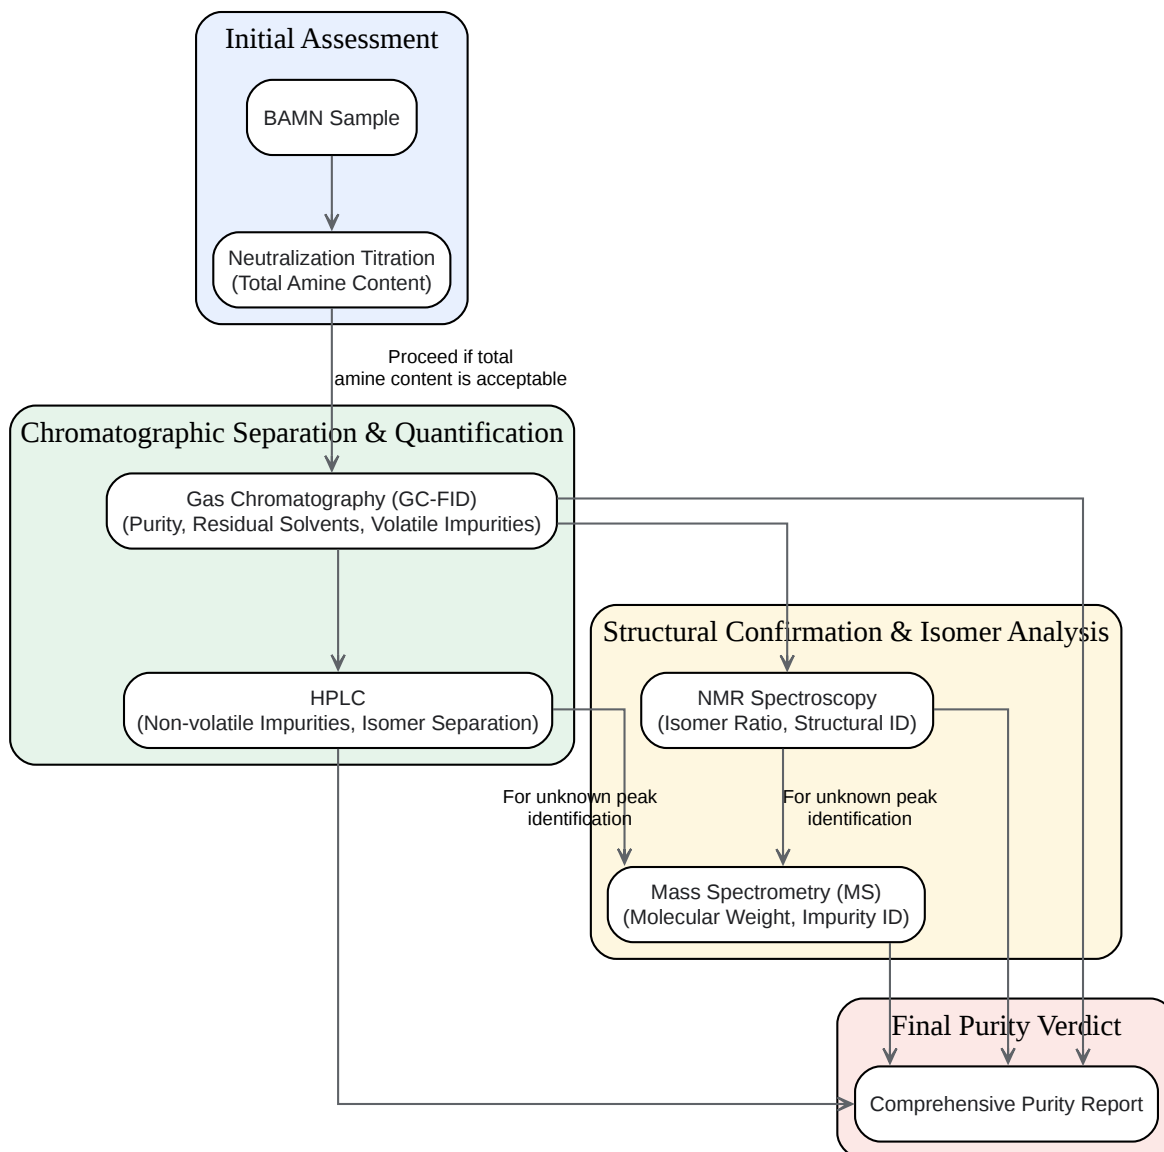 Initial Assessment
BAMN Sample
Neutralization Titration
(Total Amine Content)
Proceed if total
amine content is acceptable
Chromatographic Separation & Quantification
Gas Chromatography (GC-FID)
(Purity, Residual Solvents, Volatile Impurities)
Structural Confirmation & Isomer Analysis
HPLC
(Non-volatile Impurities, Isomer Separation)
NMR Spectroscopy
(Isomer Ratio, Structural ID)
For unknown peak
identification
For unknown peak
identification
Mass Spectrometry (MS)
(Molecular Weight, Impurity ID)
Final Purity Verdict
Comprehensive Purity Report